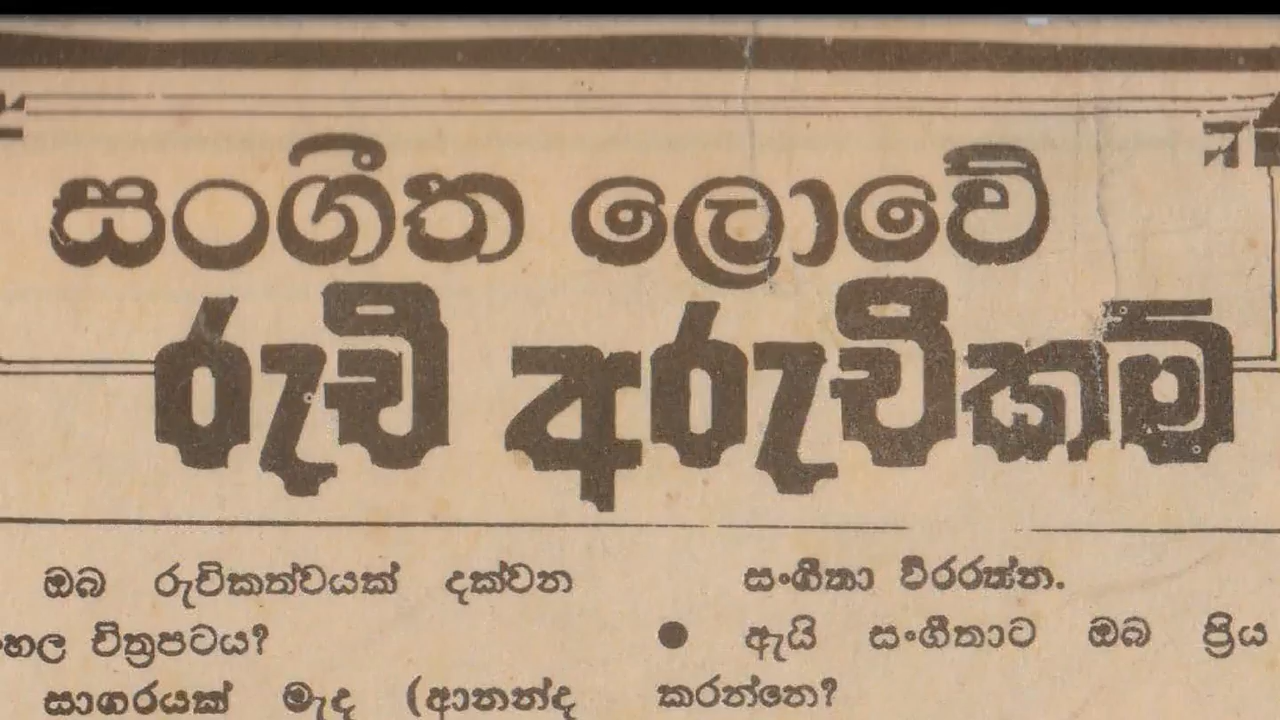 සංගීත ලොවේ
රුචි අරුචිකම්
ඔබ රුචිකත්වයක් දක්වන
හල චිත්‍රපටය?
සාගරයක් මැද (ආනන්ද
සංගීතා වීරරත්න.
● ඇයි සංගීතාට ඔබ ප්‍රිය
කරන්නෙ?